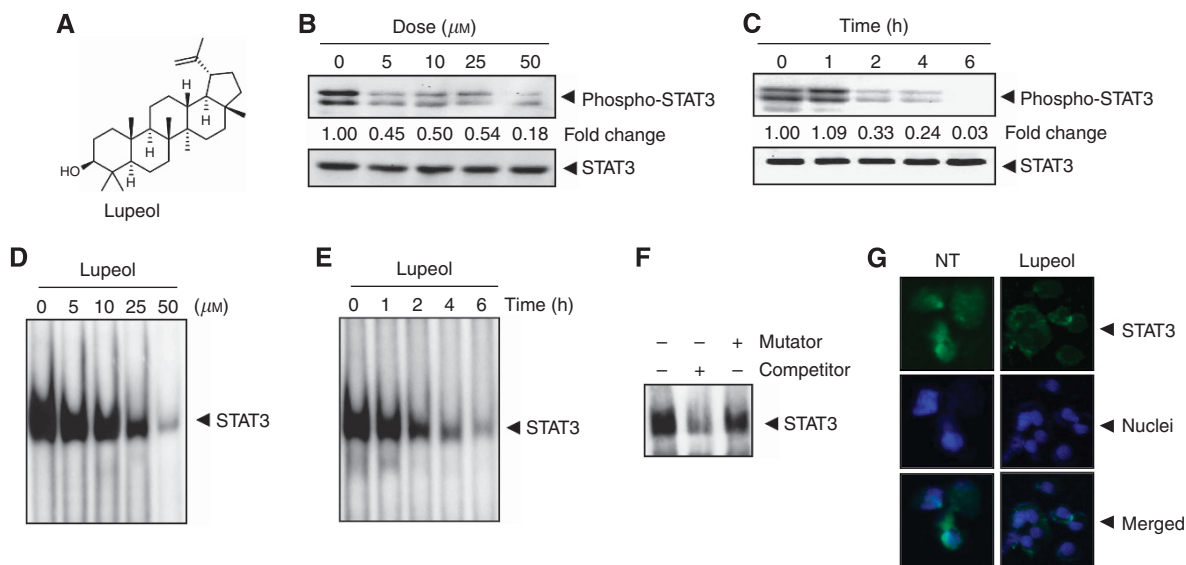 A
H
H
H
H
HO
Lupeol
B
Dose (μM)
0 5 10 25 50
Phospho-STAT3
1.00 0.45 0.50 0.54 0.18 Fold change
STAT3
C
Time (h)
0 1 2 4 6
Phospho-STAT3
1.00 1.09 0.33 0.24 0.03 Fold change
STAT3
D
Lupeol
0 5 10 25 50 (μM)
STAT3
E
Lupeol
0 1 2 4 6 Time (h)
STAT3
F
– – + Mutator
– + – Competitor
STAT3
G
NT Lupeol
STAT3
Nuclei
Merged